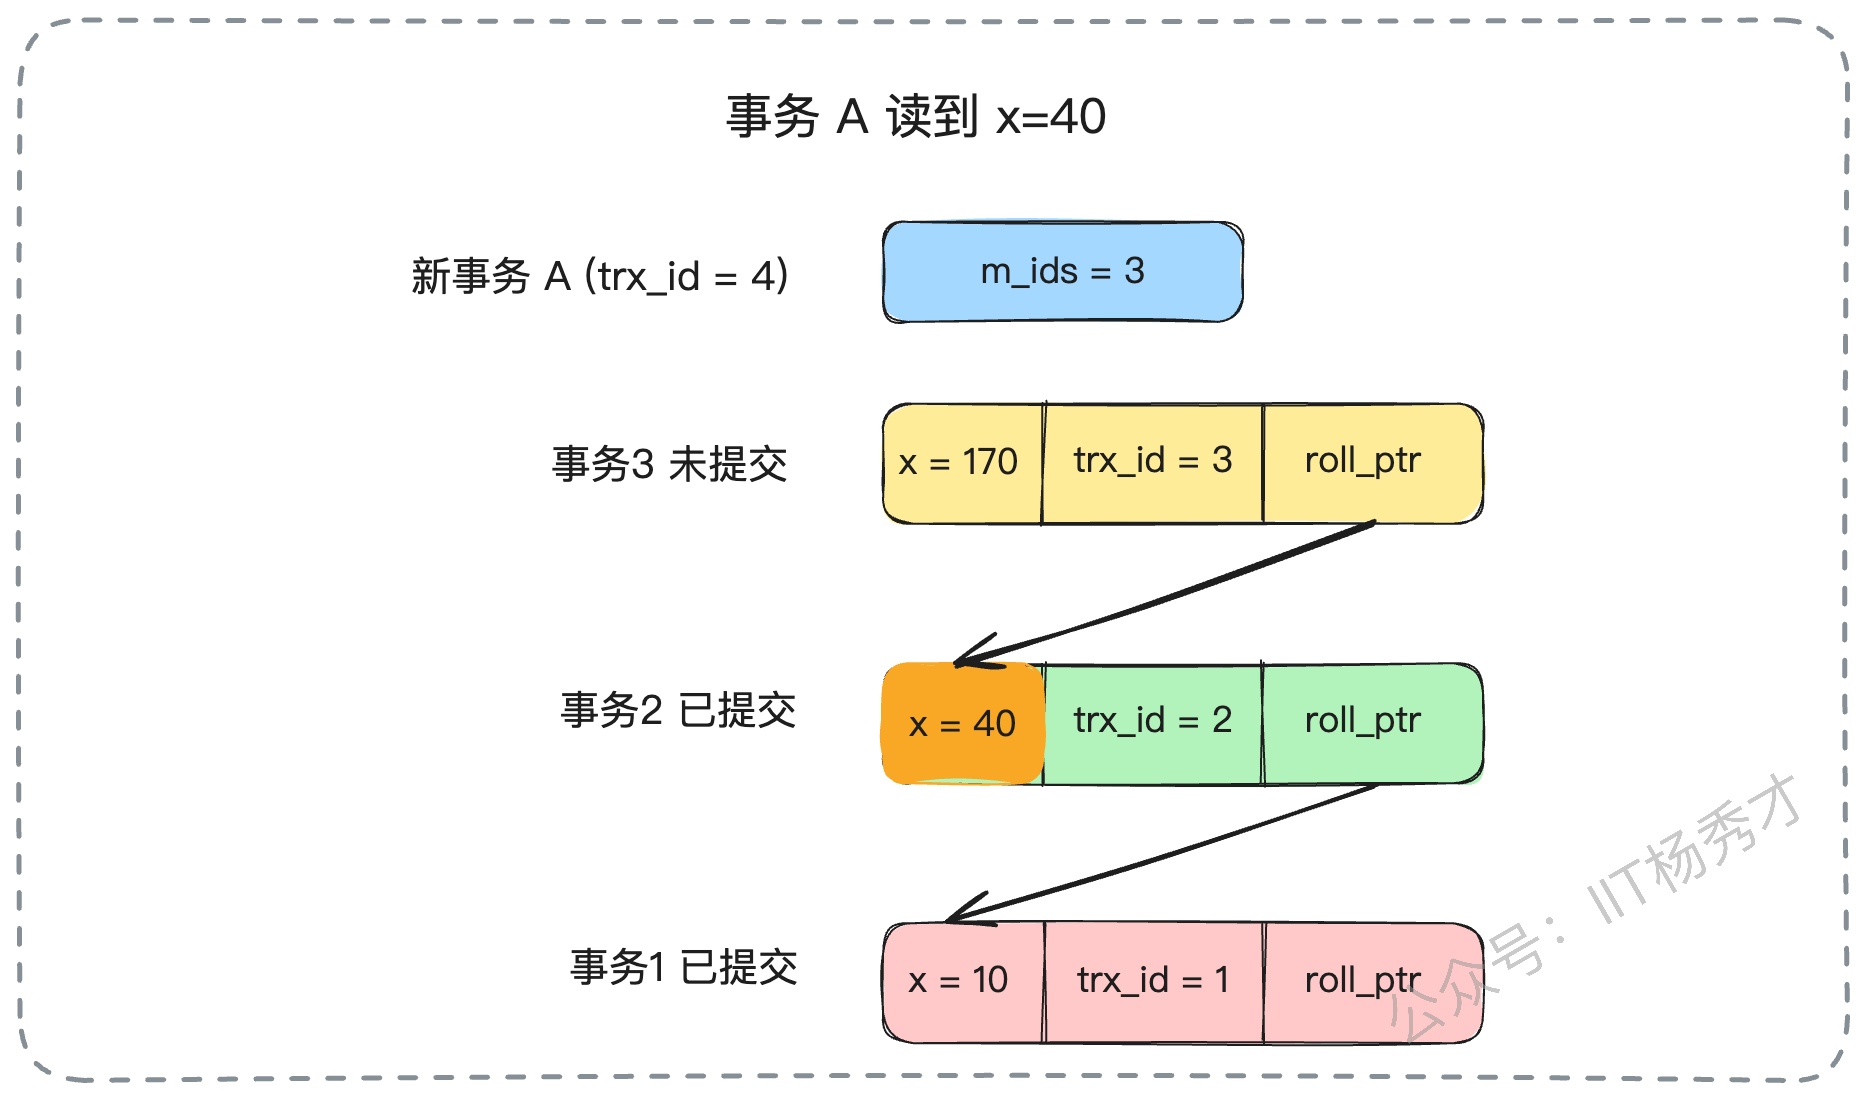 事务 A 读到 x=40
新事务 A (trx_id = 4)
m_ids = 3
事务3 未提交
x = 170
trx_id = 3
roll_ptr
事务2 已提交
x = 40
trx_id = 2
roll_ptr
事务1 已提交
x = 10
trx_id = 1
roll_ptr
公众号：IIT杨秀才